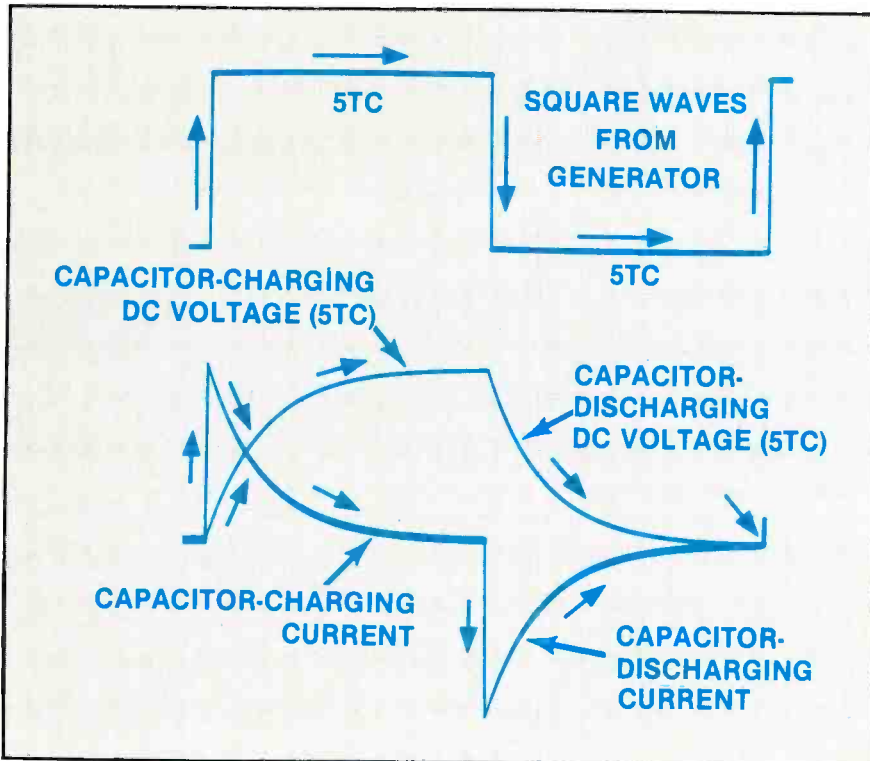 5TC
SQUARE WAVES
FROM
GENERATOR
5TC
CAPACITOR-CHARGING
DC VOLTAGE (5TC)
CAPACITOR-
DISCHARGING
DC VOLTAGE (5TC)
CAPACITOR-CHARGING
CURRENT
CAPACITOR-
DISCHARGING
CURRENT